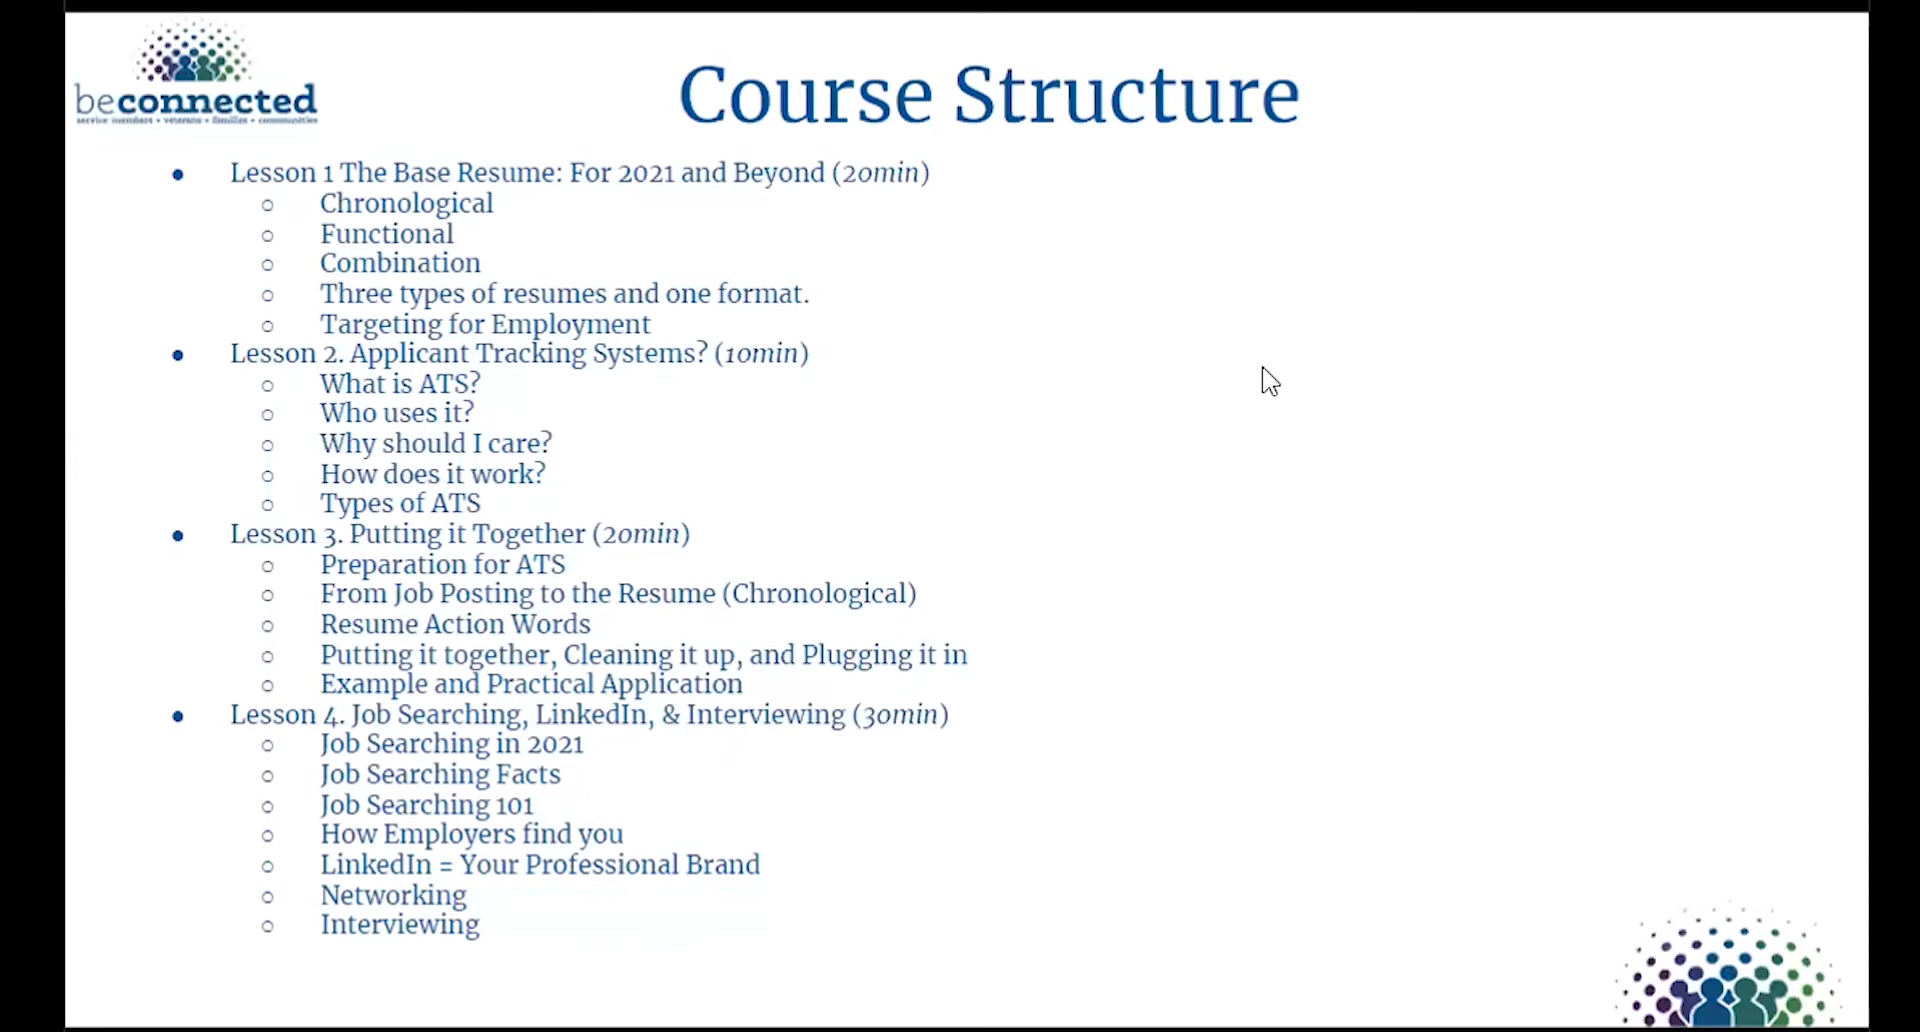 beconnected
service members • veterans • families • communities
Course Structure
● Lesson 1 The Base Resume: For 2021 and Beyond (20min)
○ Chronological
○ Functional
○ Combination
○ Three types of resumes and one format.
○ Targeting for Employment
● Lesson 2. Applicant Tracking Systems? (10min)
○ What is ATS?
○ Who uses it?
○ Why should I care?
○ How does it work?
○ Types of ATS
● Lesson 3. Putting it Together (20min)
○ Preparation for ATS
○ From Job Posting to the Resume (Chronological)
○ Resume Action Words
○ Putting it together, Cleaning it up, and Plugging it in
○ Example and Practical Application
● Lesson 4. Job Searching, LinkedIn, & Interviewing (30min)
○ Job Searching in 2021
○ Job Searching Facts
○ Job Searching 101
○ How Employers find you
○ LinkedIn = Your Professional Brand
○ Networking
○ Interviewing